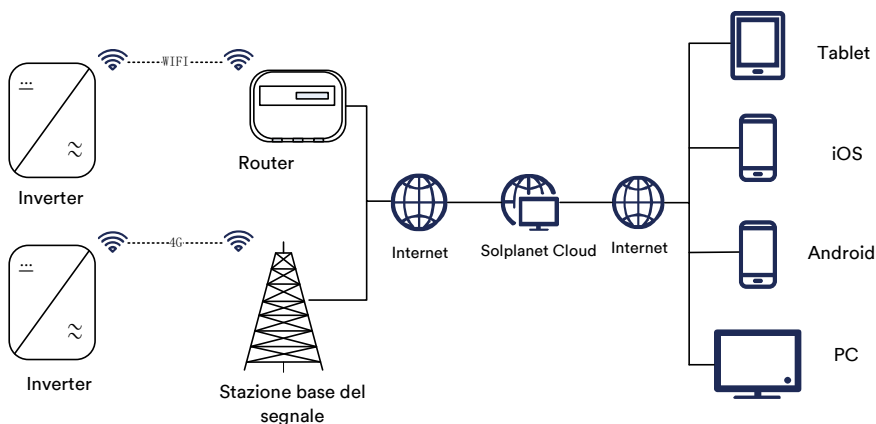 WIFI
Router
Inverter
4G
Inverter
Stazione base del
segnale
Internet
Solplanet Cloud
Internet
Tablet
iOS
Android
PC